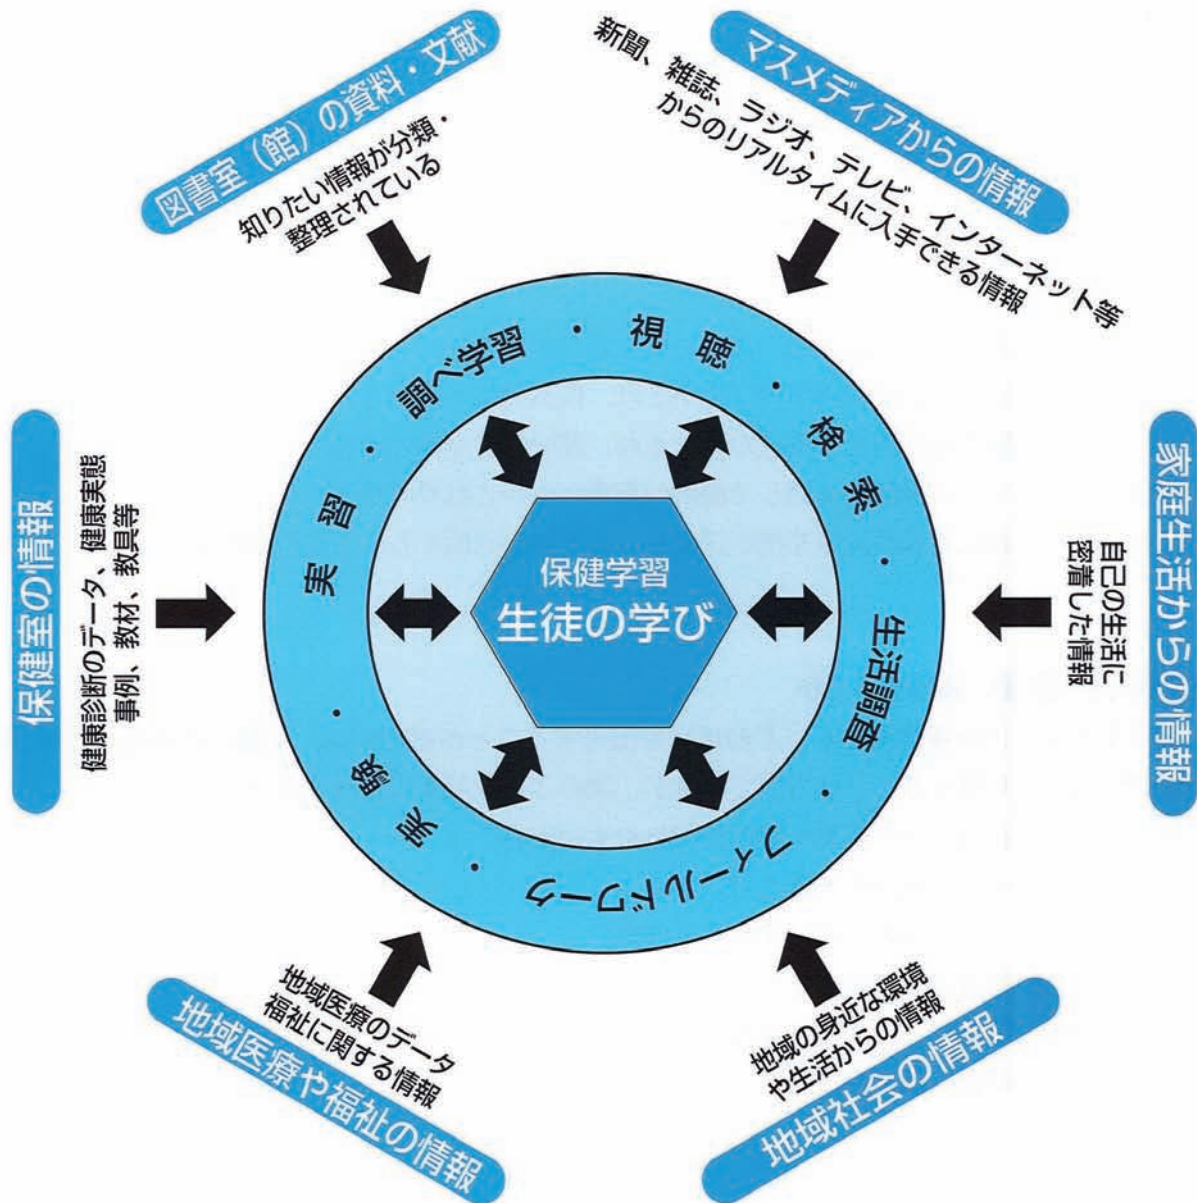 図書室（館）の資料・文献
知りたい情報が分類・
整理されている
マスメディアからの情報
新聞、雑誌、ラジオ、テレビ、インターネット等
からのリアルタイムに入手できる情報
家庭生活からの情報
自己の生活に
密着した情報
地域社会の情報
地域の身近な環境
や生活からの情報
地域医療や福祉の情報
地域医療のデータ
福祉に関する情報
保健室の情報
健康診断のデータ、健康実態
事例、教材、教具等
調べ学習・視聴・検索・生活調査・フィールドワーク・実験・実習・
保健学習
生徒の学び